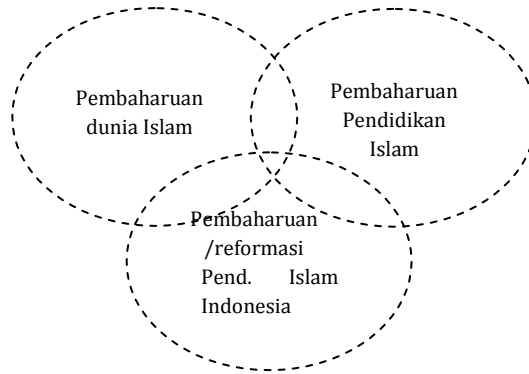 Pembaharuan
dunia Islam
Pembaharuan
Pendidikan
Islam
Pembaharuan
/reformasi
Pend. Islam
Indonesia